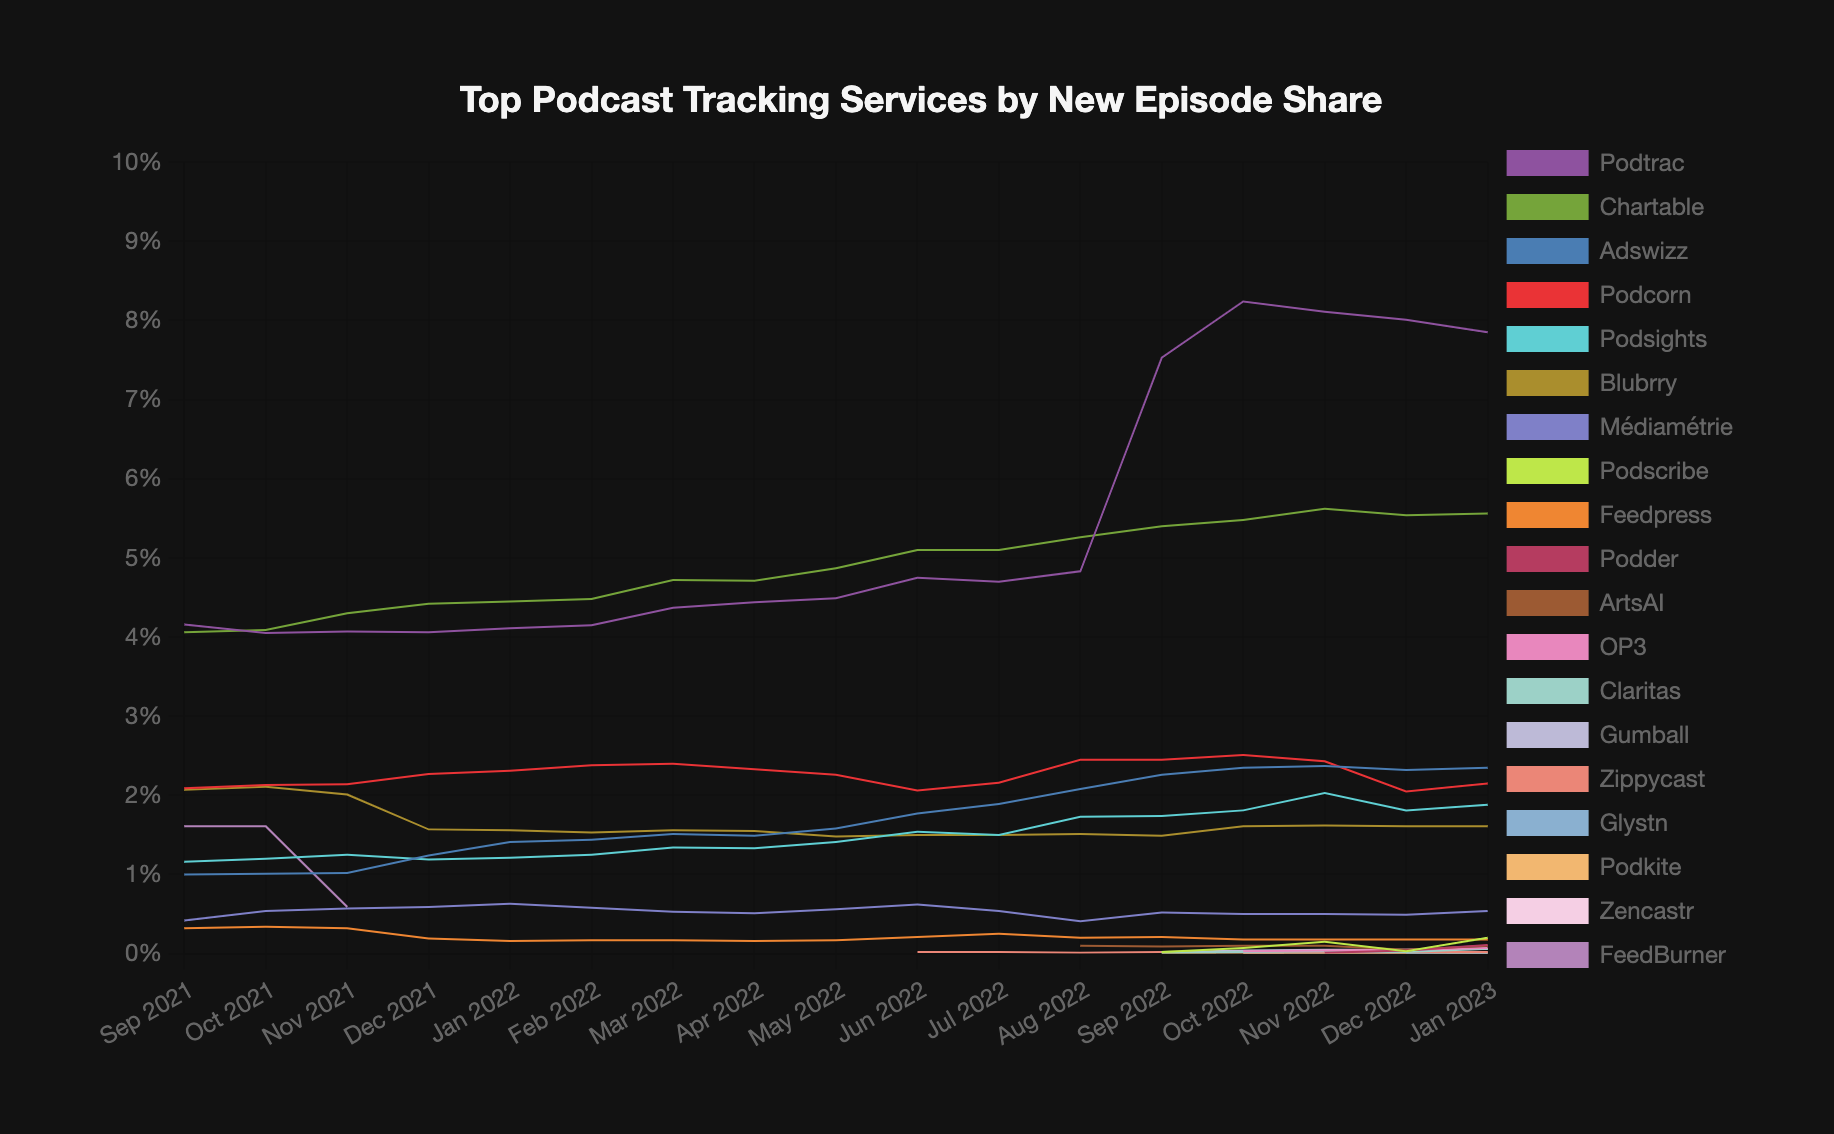 Top Podcast Tracking Services by New Episode Share
10%
9%
8%
7%
6%
5%
4%
3%
2%
1%
0%
Sep 2021
Oct 2021
Nov 2021
Dec 2021
Jan 2022
Feb 2022
Mar 2022
Apr 2022
May 2022
Jun 2022
Jul 2022
Aug 2022
Sep 2022
Oct 2022
Nov 2023
Dec 2022
Jan 2023
Podtrac
Chartable
Adswizz
Podcorn
Podsights
Blubrry
Médiamétrie
Podscribe
Feedpress
Podder
ArtsAI
OP3
Claritas
Gumball
Zippycast
Glystn
Podkite
Zencastr
FeedBurner